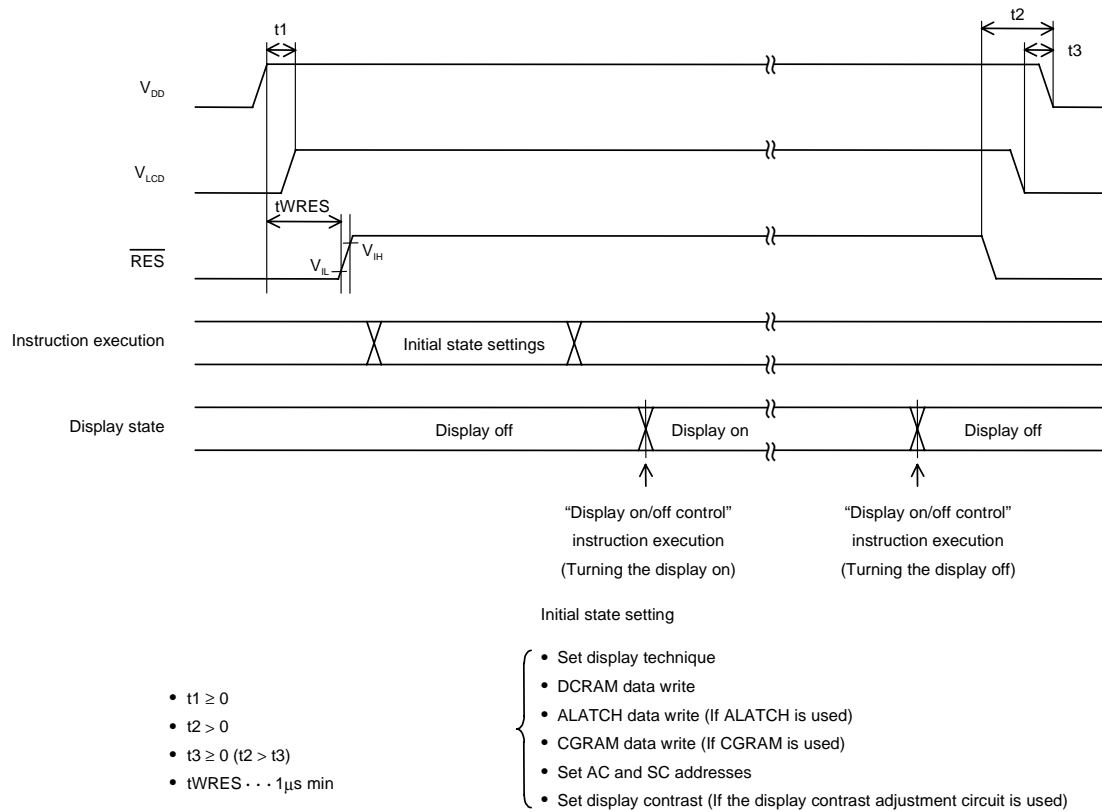 t1
t2
t3
VDD
VLCD
tWRES
RES
VIL
VIH
Instruction execution
Initial state settings
Display state
Display off
Display on
Display off
“Display on/off control”
instruction execution
(Turning the display on)
“Display on/off control”
instruction execution
(Turning the display off)
Initial state setting
• Set display technique
• DCRAM data write
• ALATCH data write (If ALATCH is used)
• CGRAM data write (If CGRAM is used)
• Set AC and SC addresses
• Set display contrast (If the display contrast adjustment circuit is used)
• t1 ≥ 0
• t2 > 0
• t3 ≥ 0 (t2 > t3)
• tWRES · · · 1μs min